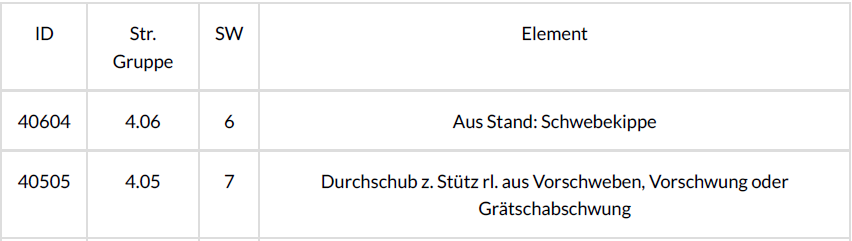 ID Str. Gruppe SW Element
40604 4.06 6 Aus Stand: Schwebekippe
40505 4.05 7 Durchschub z. Stütz rl. aus Vorschweben, Vorschwung oder
Grätschabschwung